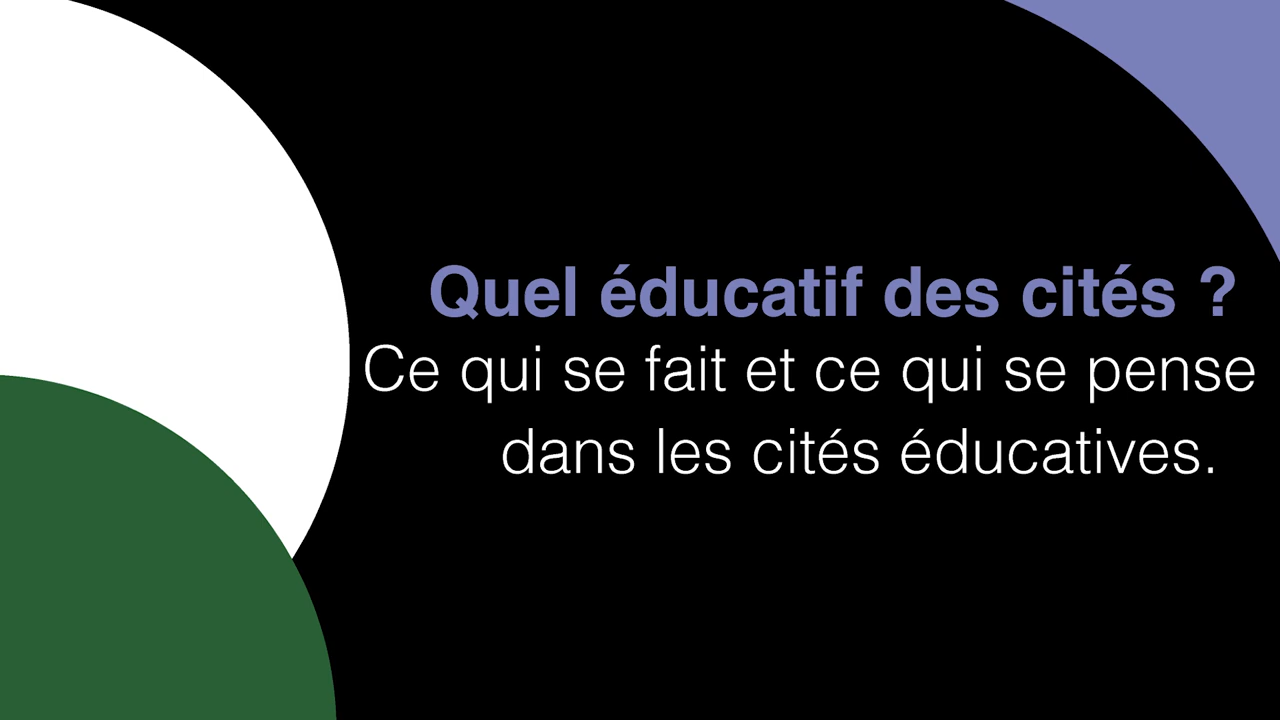 Quel éducatif des cités ?
Ce qui se fait et ce qui se pense
dans les cités éducatives.